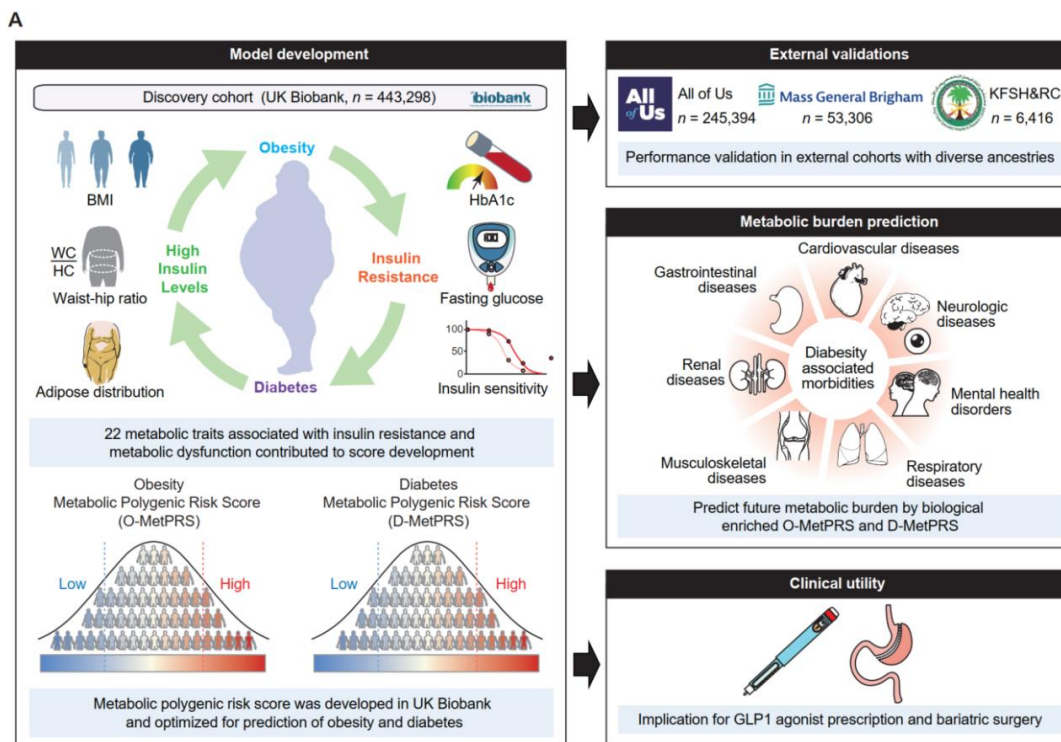 A
Model development
Discovery cohort (UK Biobank, n = 443,298)
biobank
Obesity
BMI
HbA1c
WC
HC
Waist-hip ratio
High
Insulin
Levels
Insulin
Resistance
Fasting glucose
100
50
0
Adipose distribution
Diabetes
Insulin sensitivity
22 metabolic traits associated with insulin resistance and
metabolic dysfunction contributed to score development
Obesity
Metabolic Polygenic Risk Score
(O-MetPRS)
Low
High
Diabetes
Metabolic Polygenic Risk Score
(D-MetPRS)
Low
High
Metabolic polygenic risk score was developed in UK Biobank
and optimized for prediction of obesity and diabetes
External validations
All
of Us
All of Us
n = 245,394
Mass General Brigham
n = 53,306
KFSH&RC
n = 6,416
Performance validation in external cohorts with diverse ancestries
Metabolic burden prediction
Cardiovascular diseases
Gastrointestinal
diseases
Neurologic
diseases
Renal
diseases
Diabesity
associated
morbidities
Mental health
disorders
Musculoskeletal
diseases
Respiratory
diseases
Predict future metabolic burden by biological
enriched O-MetPRS and D-MetPRS
Clinical utility
Implication for GLP1 agonist prescription and bariatric surgery